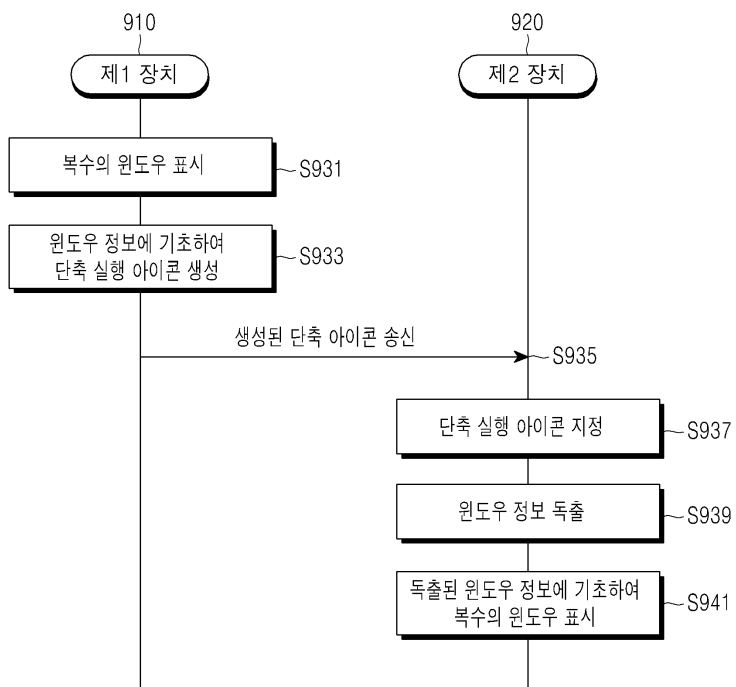 910
920
제1 장치
제2 장치
복수의 윈도우 표시
S931
윈도우 정보에 기초하여
단축 실행 아이콘 생성
S933
생성된 단축 아이콘 송신
S935
단축 실행 아이콘 지정
S937
윈도우 정보 독출
S939
독출된 윈도우 정보에 기초하여
복수의 윈도우 표시
S941